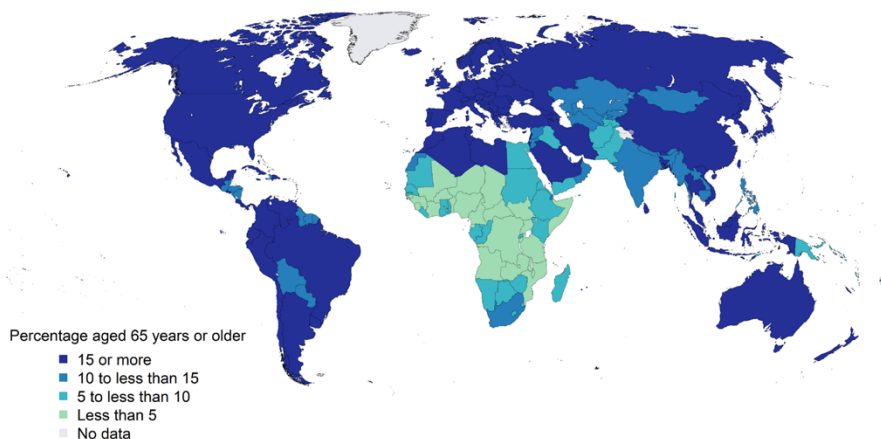 Percentage aged 65 years or older
15 or more
10 to less than 15
5 to less than 10
Less than 5
No data